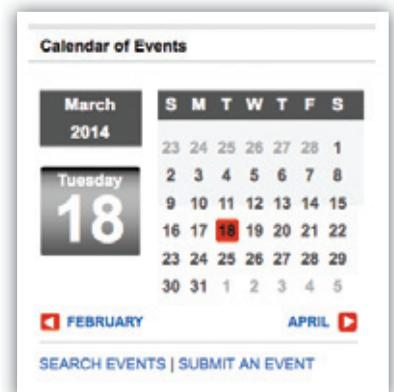 Calendar of Events
March
2014
Tuesday
18
S M T W T F S
23 24 25 26 27 28 1
2 3 4 5 6 7 8
9 10 11 12 13 14 15
16 17 18 19 20 21 22
23 24 25 26 27 28 29
30 31 1 2 3 4 5
FEBRUARY APRIL
SEARCH EVENTS | SUBMIT AN EVENT